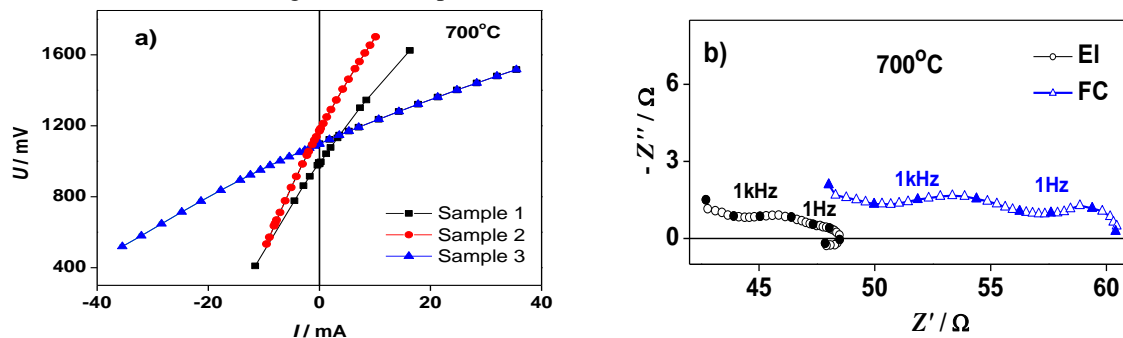 a)
700°C
1600
1200
800
400
U / mV
Sample 1
Sample 2
Sample 3
-40
-20
0
20
40
I / mA
b)
700°C
EI
FC
6
3
0
- Z'' / Ω
1kHz
1Hz
1kHz
1Hz
45
50
55
60
Z' / Ω